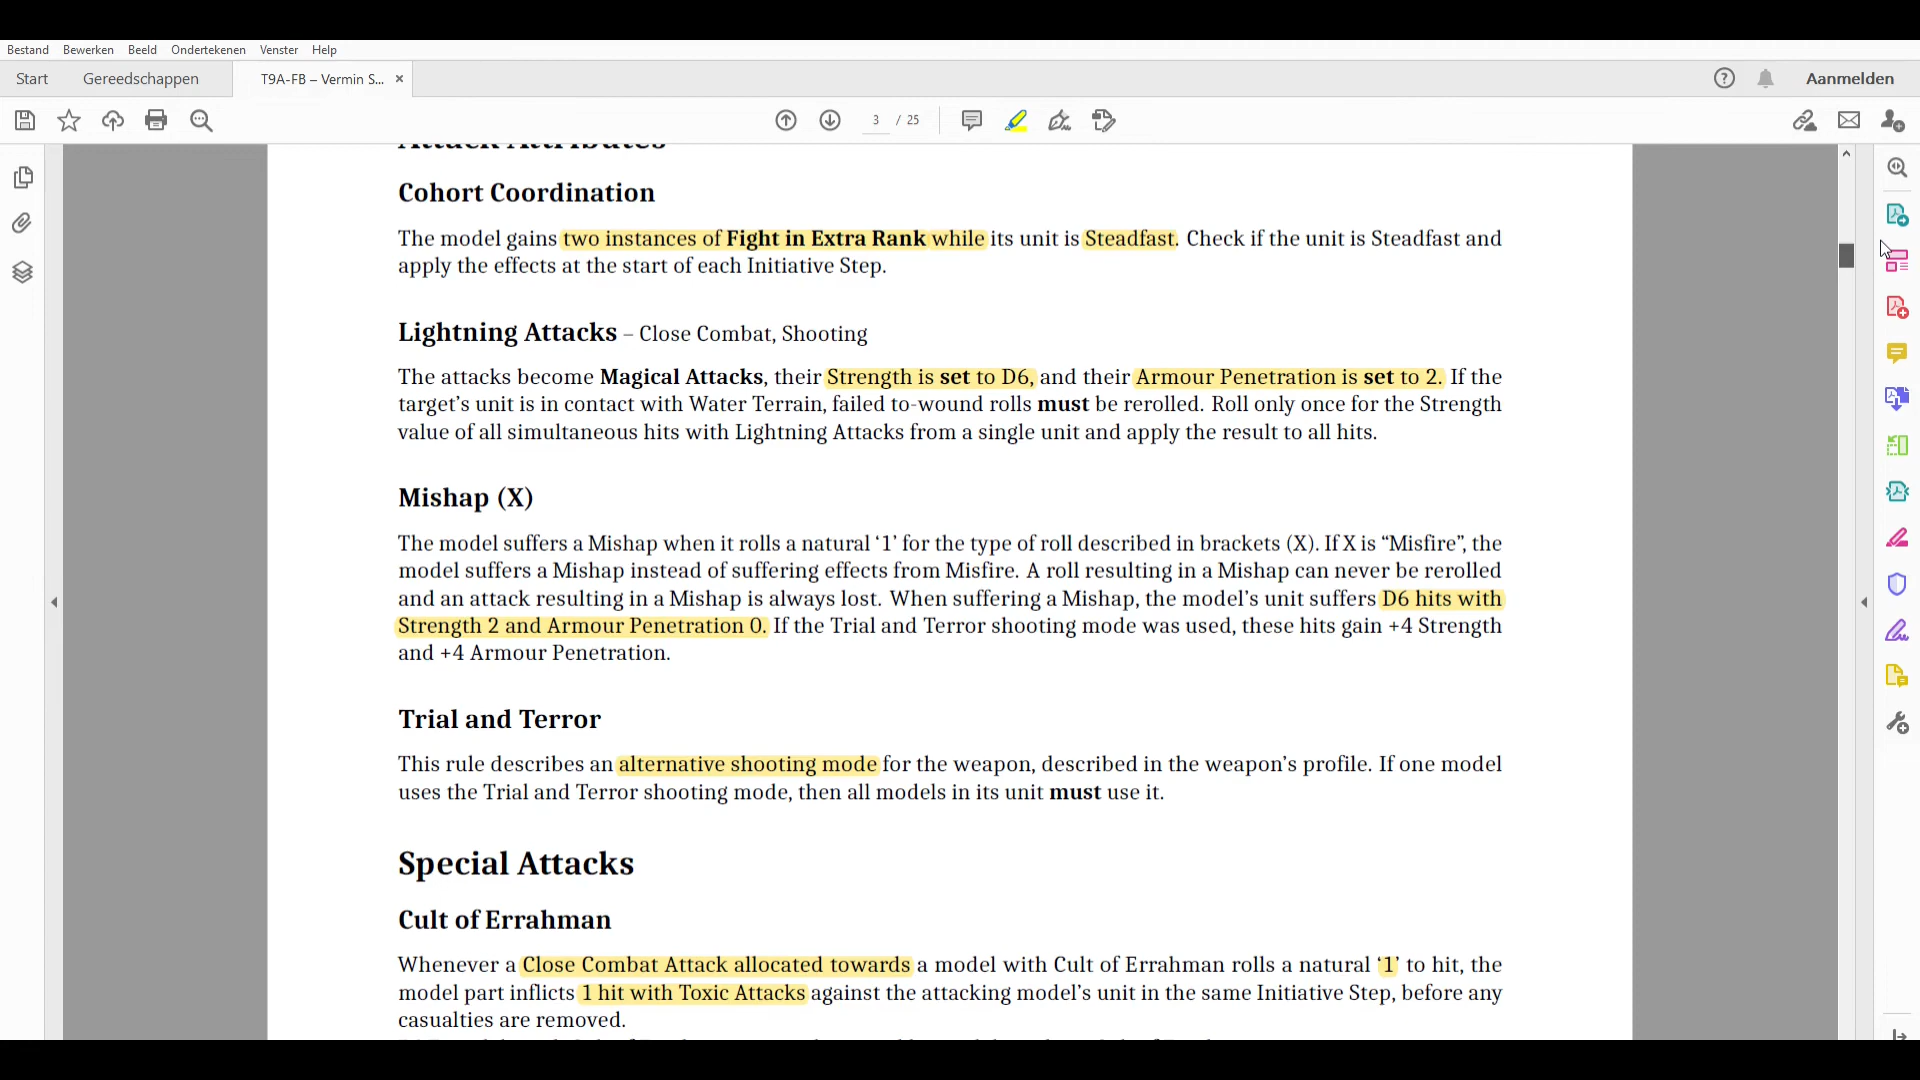 Bestand Bewerken Beeld Ondertekenen Venster Help
Start Gereedschappen T9A-FB – Vermin S... × Aanmelden
3 / 25
Attack Attributes
Cohort Coordination
The model gains two instances of Fight in Extra Rank while its unit is Steadfast. Check if the unit is Steadfast and
apply the effects at the start of each Initiative Step.
Lightning Attacks – Close Combat, Shooting
The attacks become Magical Attacks, their Strength is set to D6, and their Armour Penetration is set to 2. If the
target’s unit is in contact with Water Terrain, failed to-wound rolls must be rerolled. Roll only once for the Strength
value of all simultaneous hits with Lightning Attacks from a single unit and apply the result to all hits.
Mishap (X)
The model suffers a Mishap when it rolls a natural ‘1’ for the type of roll described in brackets (X). If X is “Misfire”, the
model suffers a Mishap instead of suffering effects from Misfire. A roll resulting in a Mishap can never be rerolled
and an attack resulting in a Mishap is always lost. When suffering a Mishap, the model’s unit suffers D6 hits with
Strength 2 and Armour Penetration 0. If the Trial and Terror shooting mode was used, these hits gain +4 Strength
and +4 Armour Penetration.
Trial and Terror
This rule describes an alternative shooting mode for the weapon, described in the weapon’s profile. If one model
uses the Trial and Terror shooting mode, then all models in its unit must use it.
Special Attacks
Cult of Errahman
Whenever a Close Combat Attack allocated towards a model with Cult of Errahman rolls a natural ‘1’ to hit, the
model part inflicts 1 hit with Toxic Attacks against the attacking model’s unit in the same Initiative Step, before any
casualties are removed.